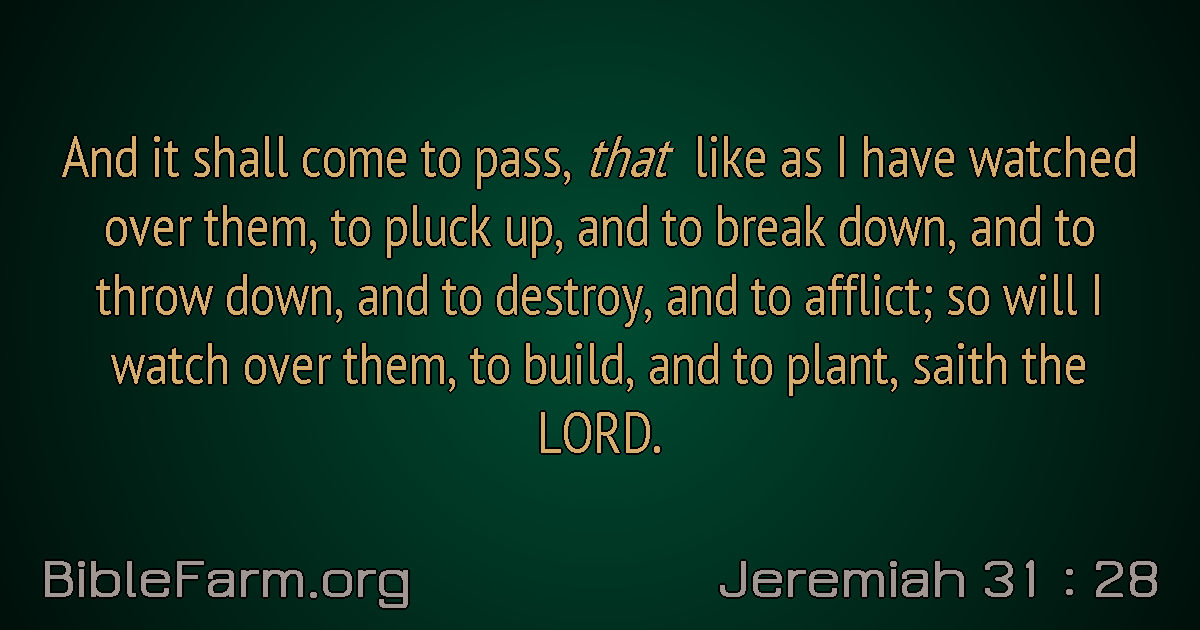 And it shall come to pass, that like as I have watched
over them, to pluck up, and to break down, and to
throw down, and to destroy, and to afflict; so will I
watch over them, to build, and to plant, saith the
LORD.
BibleFarm.org
Jeremiah 31 : 28